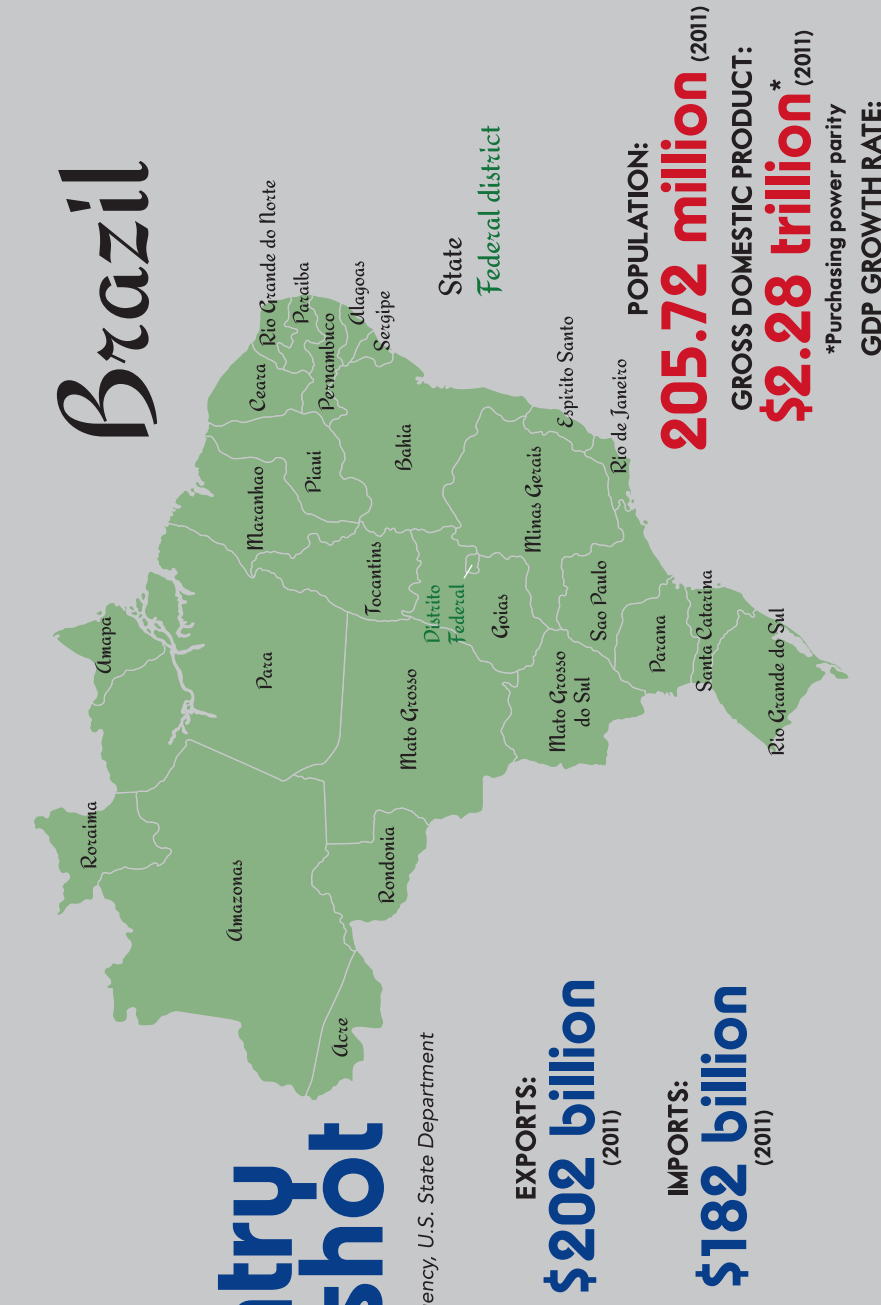 Brazil
ntry
shot
ency, U.S. State Department
Roraima
Amapa
Amazonas
Para
Maranhao
Ceara
Rio Grande do Norte
Paraiba
Piaui
Pernambuco
Alagoas
Sergipe
Acre
Rondonia
Mato Grosso
Tocantins
Bahia
Distrito
Federal
Goias
Minas Gerais
Espirito Santo
Mato Grosso
do Sul
Sao Paulo
Rio de Janeiro
Parana
Santa Catarina
Rio Grande do Sul
State
Federal district
EXPORTS:
$202 billion
(2011)
IMPORTS:
$182 billion
(2011)
POPULATION:
205.72 million (2011)
GROSS DOMESTIC PRODUCT:
$2.28 trillion* (2011)
*Purchasing power parity
GDP GROWTH RATE: